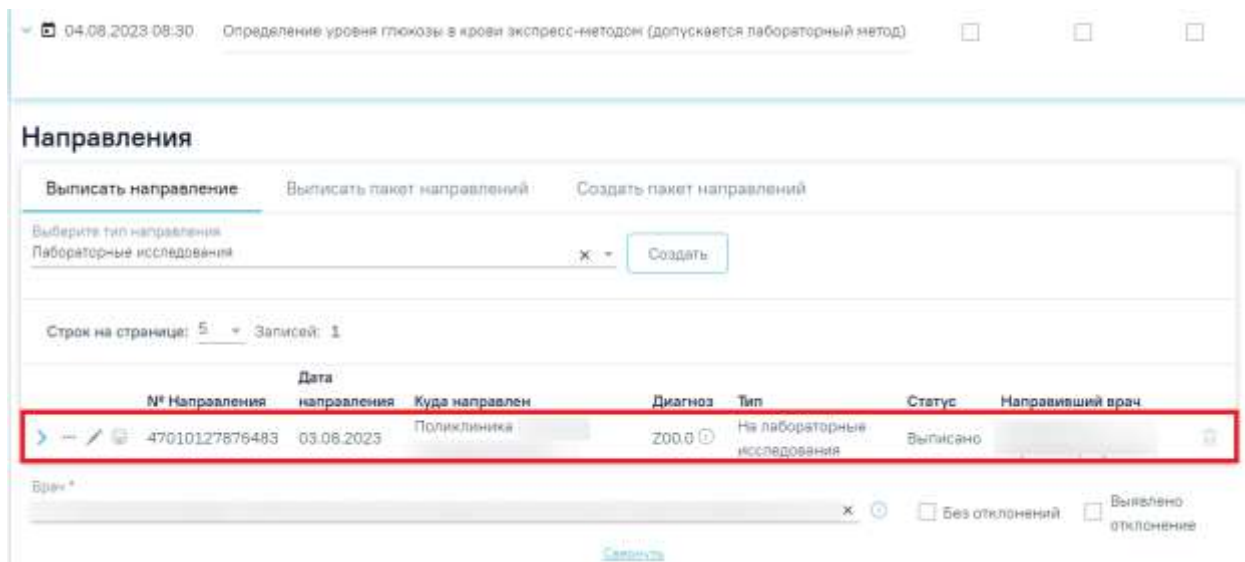 04.08.2023 08:30 Определение уровня глюкозы в крови экспресс-методом (допускается лабораторный метод)
Направления
Выписать направление Выписать пакет направлений Создать пакет направлений
Выберите тип направления
Лабораторные исследования Создать
Строк на странице: 5 Записей: 1
№ Направления Дата направления Куда направлен Диагноз Тип Статус Направивший врач
47010127876483 03.08.2023 Поликлиника Z00.0 На лабораторные исследования Выписано
Врач *
Без отклонений Выявлено отклонение
Свернуть